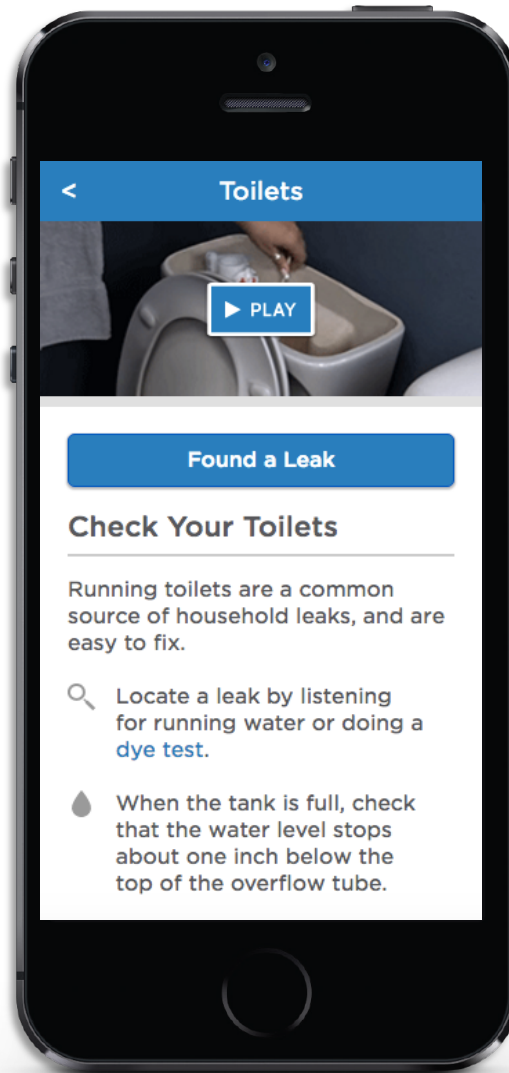 < Toilets
PLAY
Found a Leak
Check Your Toilets
Running toilets are a common
source of household leaks, and are
easy to fix.
Locate a leak by listening
for running water or doing a
dye test.
When the tank is full, check
that the water level stops
about one inch below the
top of the overflow tube.